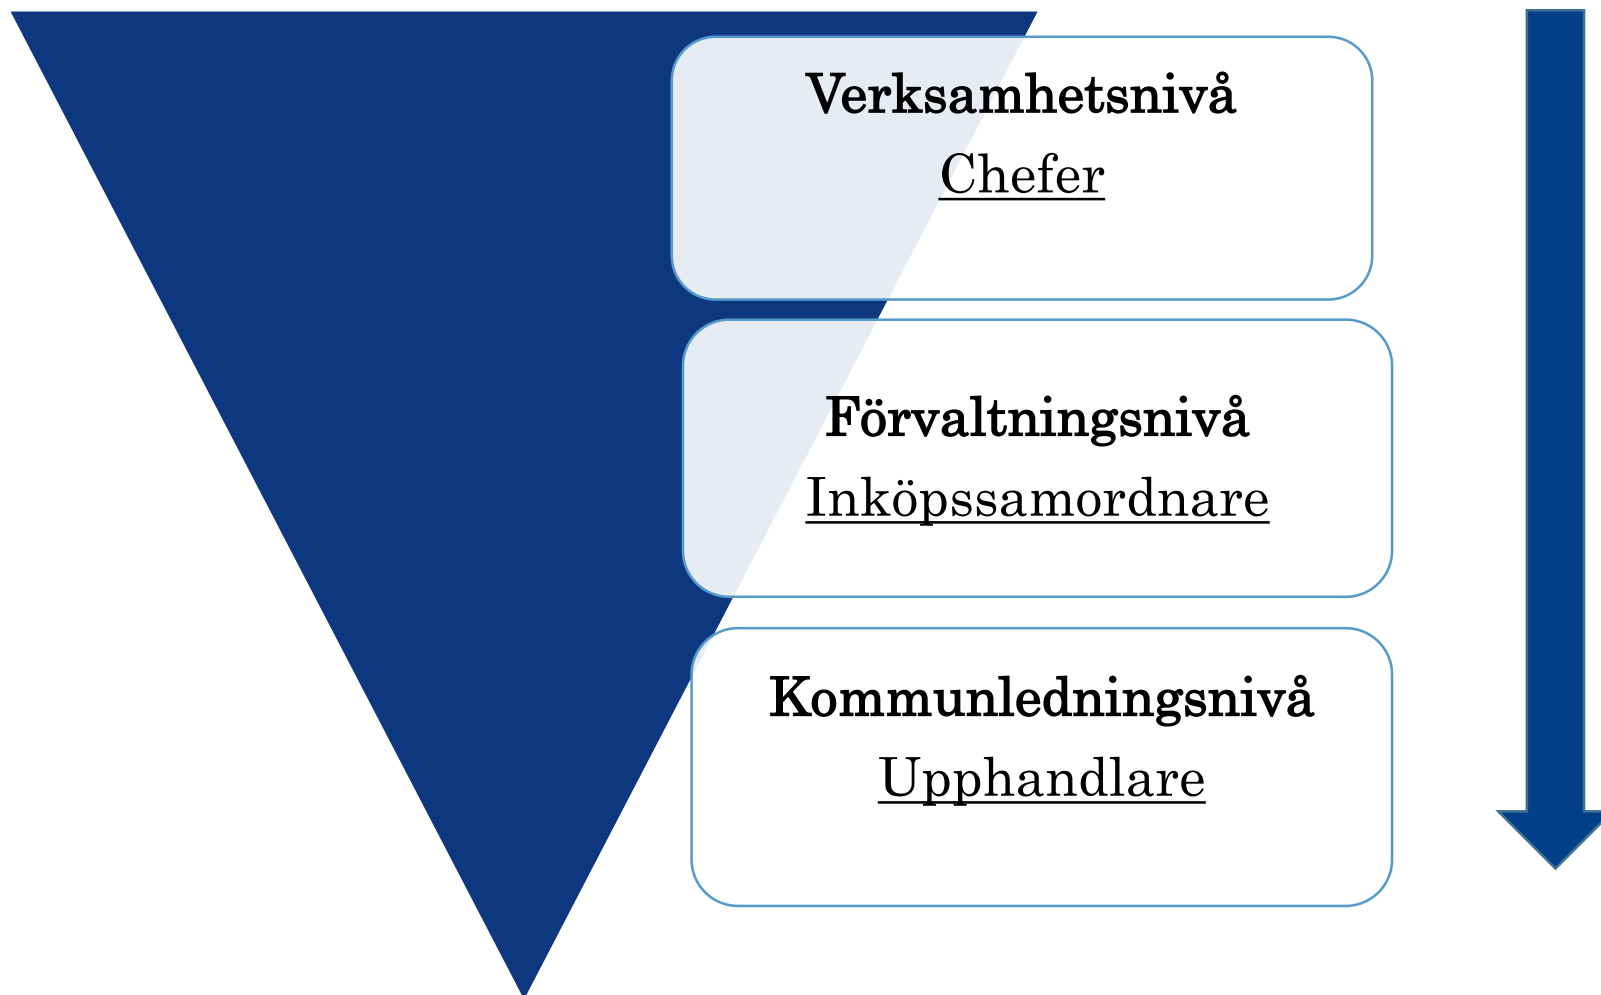 Verksamhetsnivå
Chefer
Förvaltningsnivå
Inköpssamordnare
Kommunledningsnivå
Upphandlare